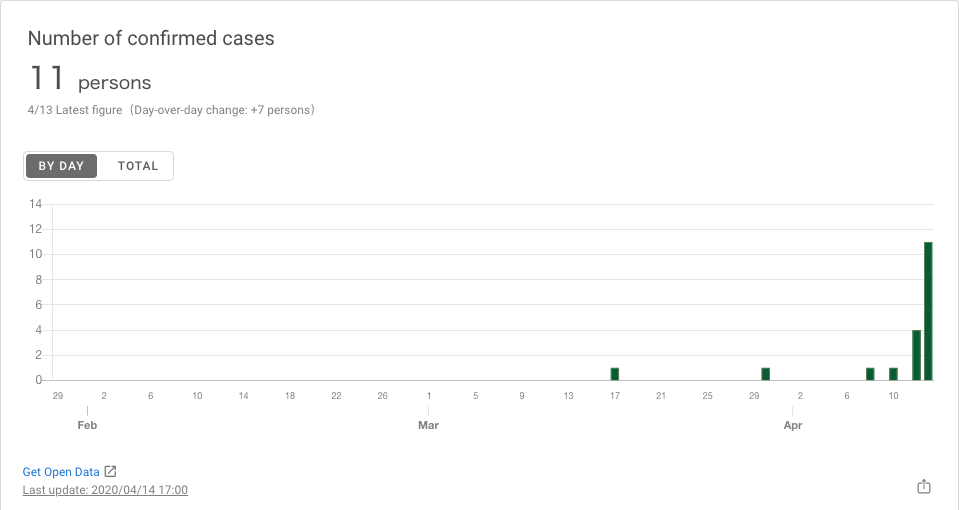 Number of confirmed cases
11 persons
4/13 Latest figure（Day-over-day change: +7 persons）
BY DAY TOTAL
14
12
10
8
6
4
2
0
29 2 6 10 14 18 22 26 1 5 9 13 17 21 25 29 2 6 10
Feb Mar Apr
Get Open Data
Last update: 2020/04/14 17:00